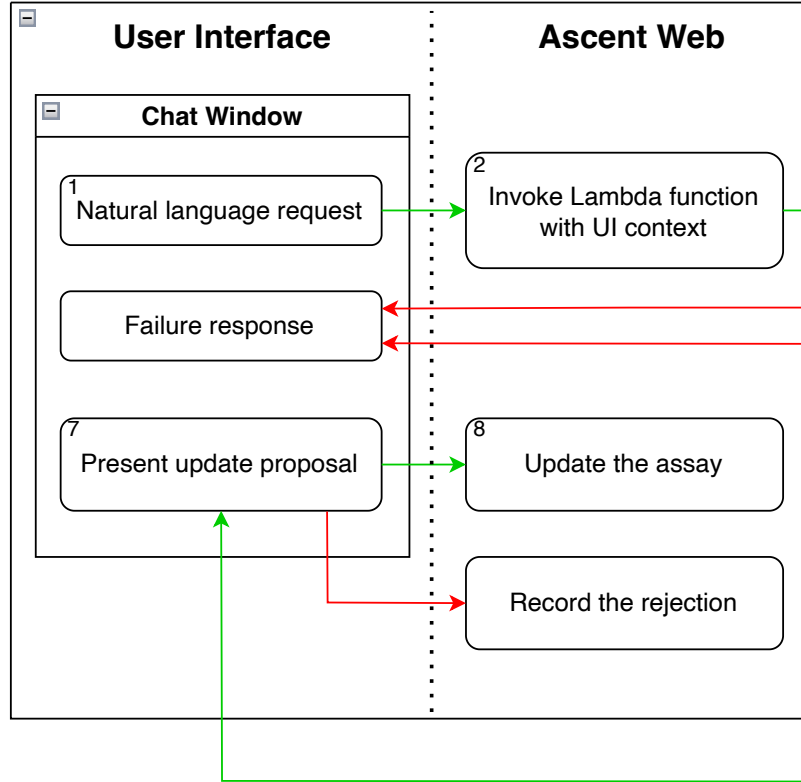 User Interface
Ascent Web
Chat Window
1
Natural language request
2
Invoke Lambda function
with UI context
Failure response
7
Present update proposal
8
Update the assay
Record the rejection